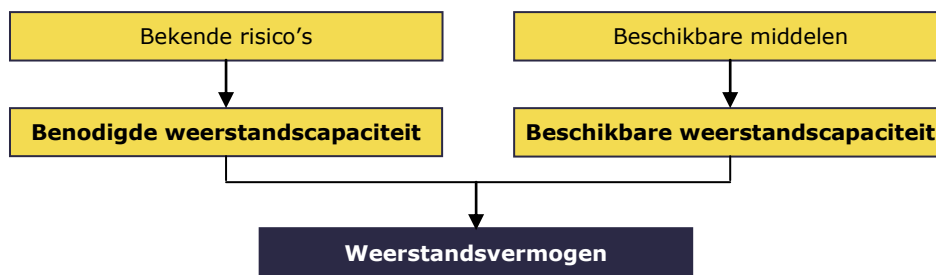 Bekende risico's
Beschikbare middelen
Benodigde weerstandscapaciteit
Beschikbare weerstandscapaciteit
Weerstandsvermogen